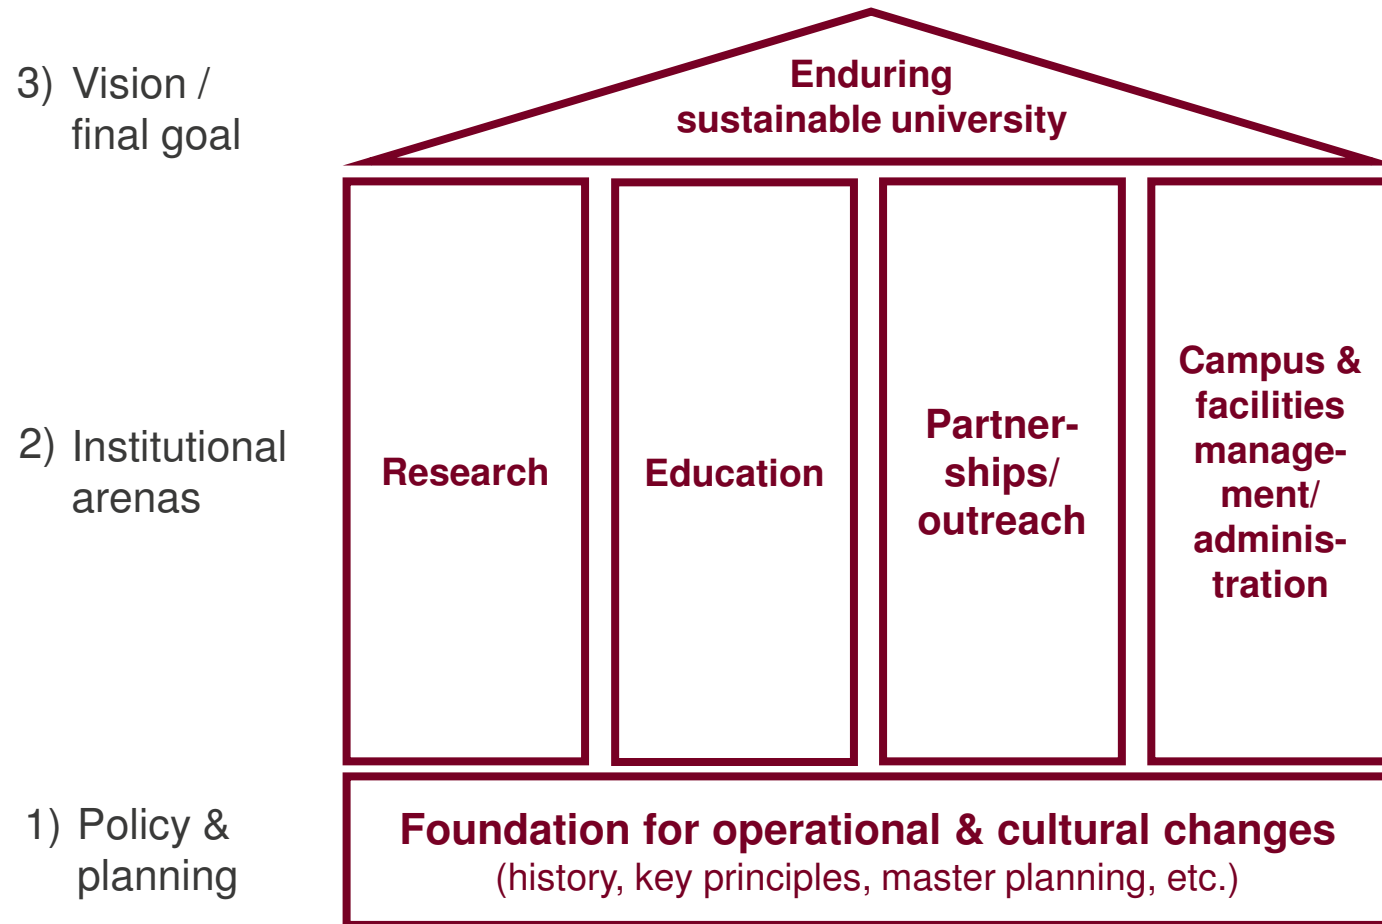 3) Vision /
final goal
Enduring
sustainable university
2) Institutional
arenas
Research
Education
Partner-
ships/
outreach
Campus &
facilities
manage-
ment/
adminis-
tration
1) Policy &
planning
Foundation for operational & cultural changes
(history, key principles, master planning, etc.)